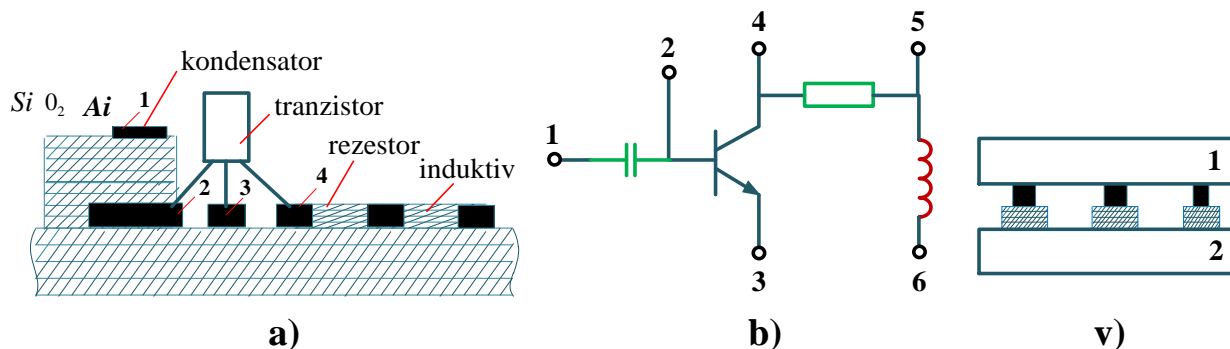 kondensator
Si 0₂ Ai 1
tranzistor
rezestor
induktiv
2 3 4
a)
1 2 3 4 5 6
b)
1
2
v)